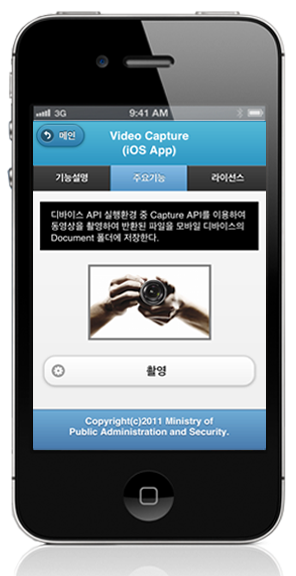 3G 9:41 AM
메인
Video Capture
(iOS App)
기능설명 주요기능 라이선스
디바이스 API 실행환경 중 Capture API를 이용하여
동영상을 촬영하여 반환된 파일을 모바일 디바이스의
Document 폴더에 저장한다.
촬영
Copyright(c)2011 Ministry of
Public Administration and Security.